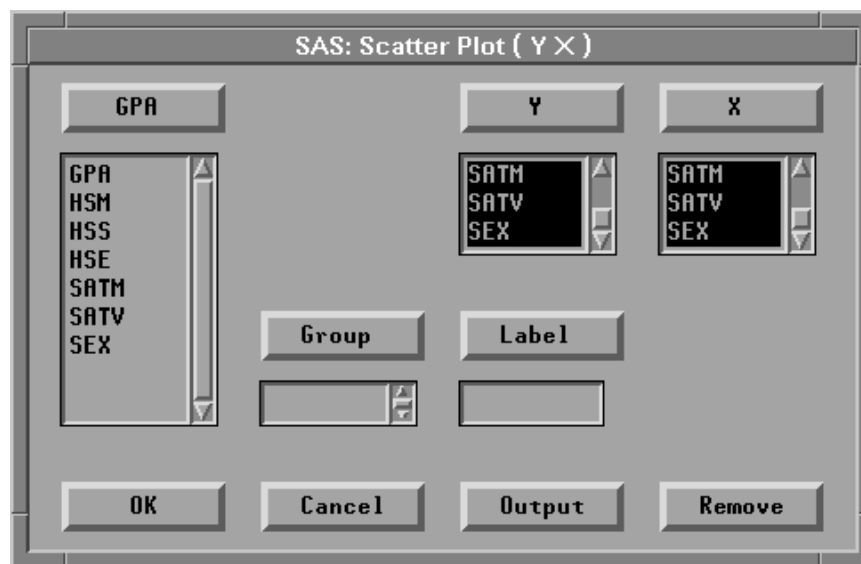 SAS: Scatter Plot ( Y X )
GPA
Y
X
GPA
HSM
HSS
HSE
SATM
SATV
SEX
SATM
SATV
SEX
SATM
SATV
SEX
Group
Label
OK
Cancel
Output
Remove